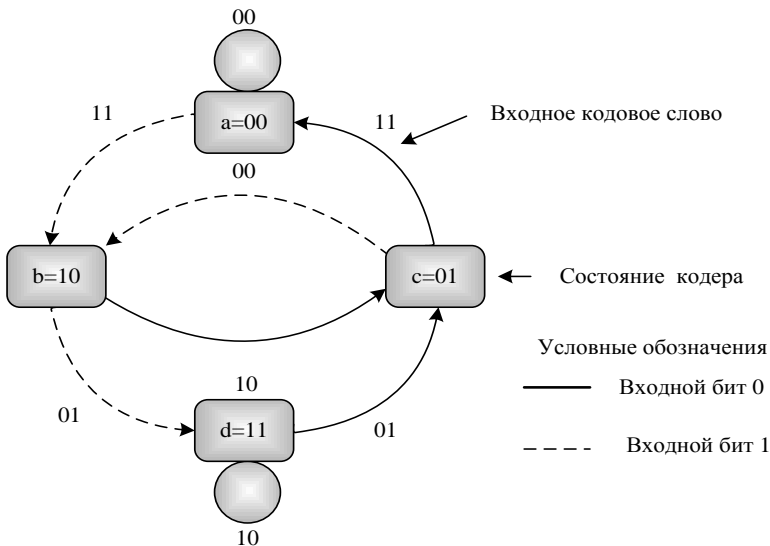 00
11
a=00
11
Входное кодовое слово
00
b=10
c=01
Состояние кодера
Условные обозначения
10
Входной бит 0
01
d=11
01
Входной бит 1
10